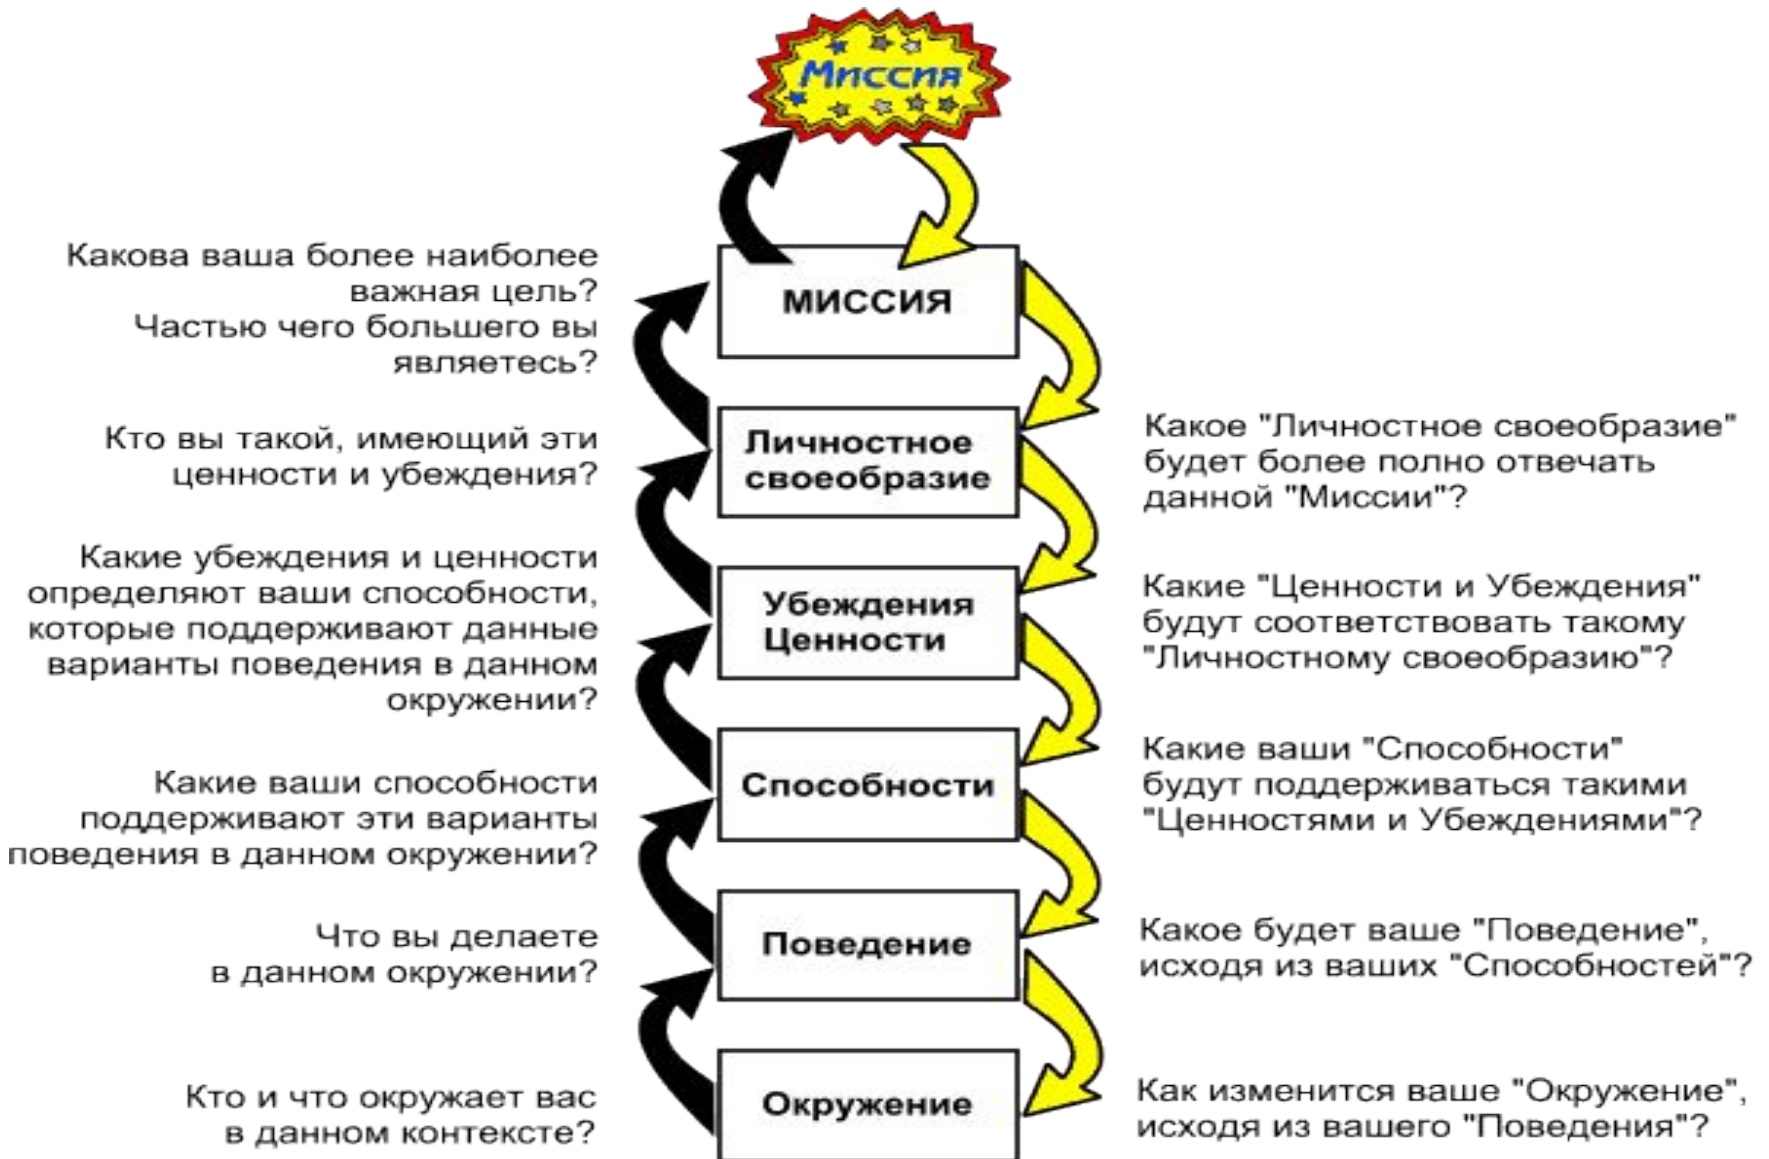 Миссия
Какова ваша более наиболее
важная цель?
Частью чего большего вы
являетесь?
МИССИЯ
Кто вы такой, имеющий эти
ценности и убеждения?
Личностное
своеобразие
Какое "Личностное своеобразие"
будет более полно отвечать
данной "Миссии"?
Какие убеждения и ценности
определяют ваши способности,
которые поддерживают данные
варианты поведения в данном
окружении?
Убеждения
Ценности
Какие "Ценности и Убеждения"
будут соответствовать такому
"Личностному своеобразию"?
Какие ваши способности
поддерживают эти варианты
поведения в данном окружении?
Способности
Какие ваши "Способности"
будут поддерживаться такими
"Ценностями и Убеждениями"?
Что вы делаете
в данном окружении?
Поведение
Какое будет ваше "Поведение",
исходя из ваших "Способностей"?
Кто и что окружает вас
в данном контексте?
Окружение
Как изменится ваше "Окружение",
исходя из вашего "Поведения"?